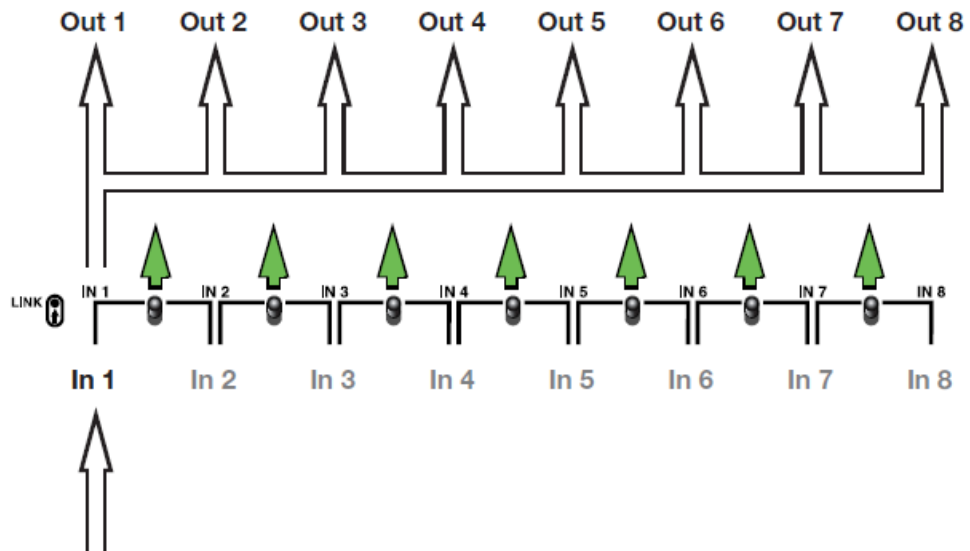 Out 1 Out 2 Out 3 Out 4 Out 5 Out 6 Out 7 Out 8
LINK IN 1 IN 2 IN 3 IN 4 IN 5 IN 6 IN 7 IN 8
In 1 In 2 In 3 In 4 In 5 In 6 In 7 In 8